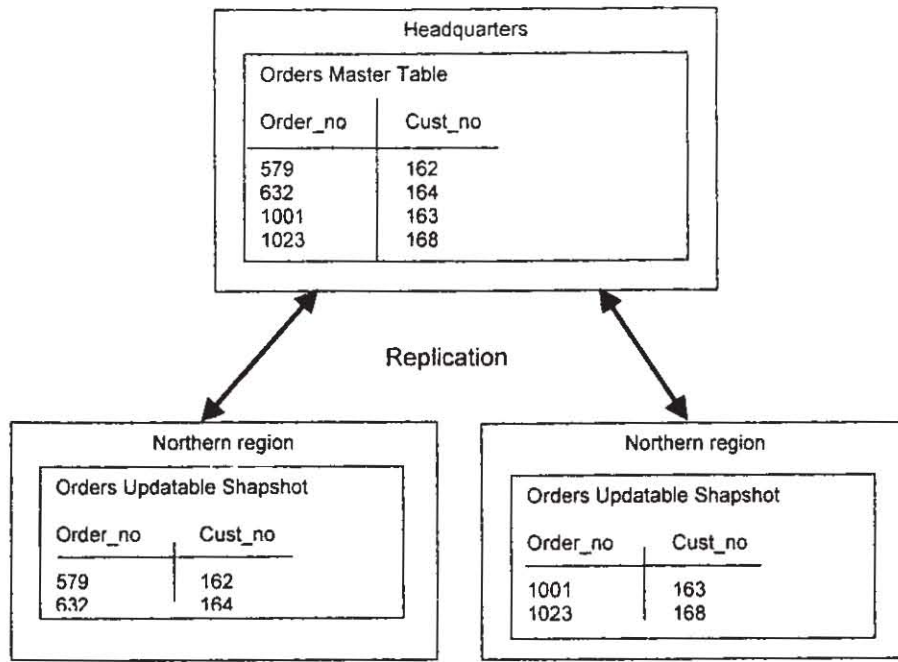 Headquarters
Orders Master Table
Order_no Cust_no
579 162
632 164
1001 163
1023 168
Replication
Northern region
Orders Updatable Shapshot
Order_no Cust_no
579 162
632 164
Northern region
Orders Updatable Shapshot
Order_no Cust_no
1001 163
1023 168